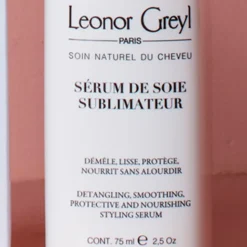 Leonor Greyl
PARIS
SOIN NATUREL DU CHEVEU
SÉRUM DE SOIE
SUBLIMATEUR
DÉMÊLE, LISSE, PROTÈGE,
NOURRIT SANS ALOURDIR
DETANGLING, SMOOTHING,
PROTECTIVE AND NOURISHING
STYLING SERUM
CONT. 75 ml ℮ 2,5 Oz.